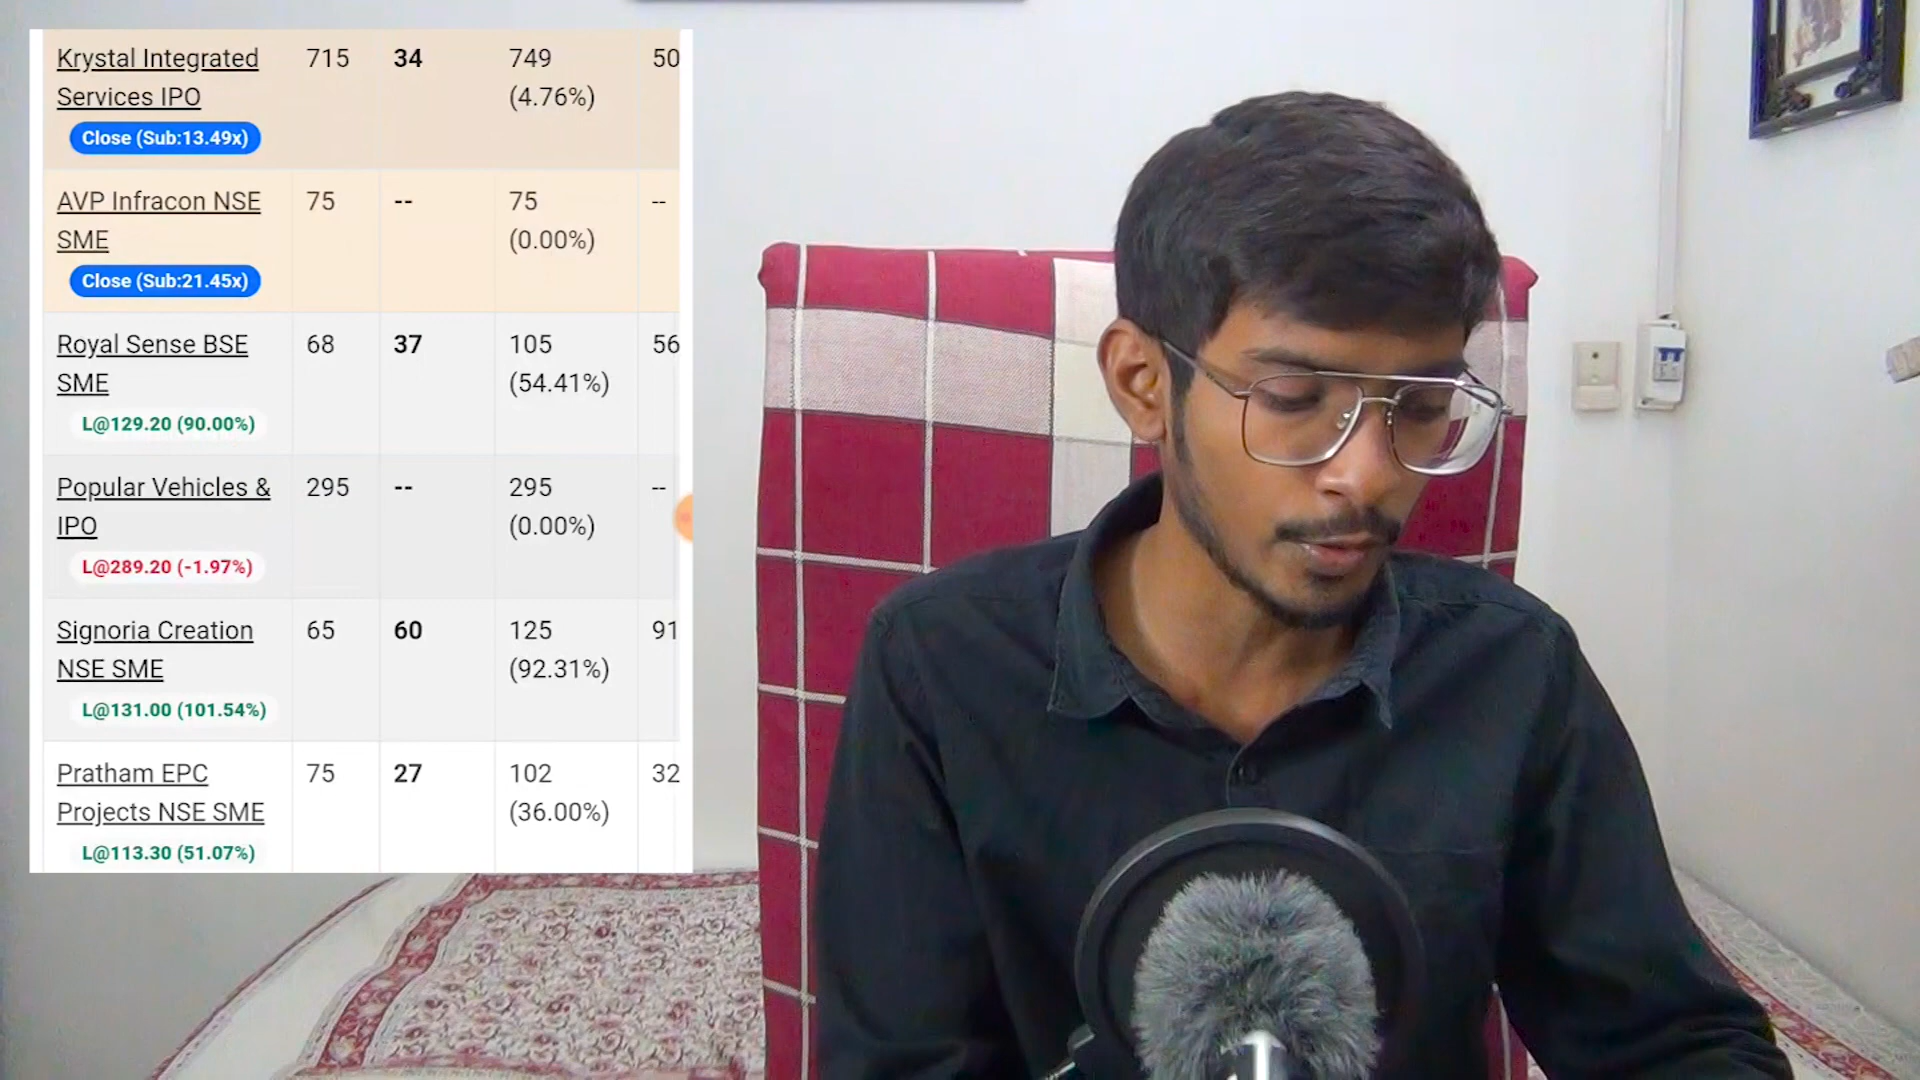 Krystal Integrated 715 34 749 50
Services IPO (4.76%)
Close (Sub:13.49x)
AVP Infracon NSE 75 -- 75 --
SME (0.00%)
Close (Sub:21.45x)
Royal Sense BSE 68 37 105 56
SME (54.41%)
L@129.20 (90.00%)
Popular Vehicles & 295 -- 295 --
IPO (0.00%)
L@289.20 (-1.97%)
Signoria Creation 65 60 125 91
NSE SME (92.31%)
L@131.00 (101.54%)
Pratham EPC 75 27 102 32
Projects NSE SME (36.00%)
L@113.30 (51.07%)